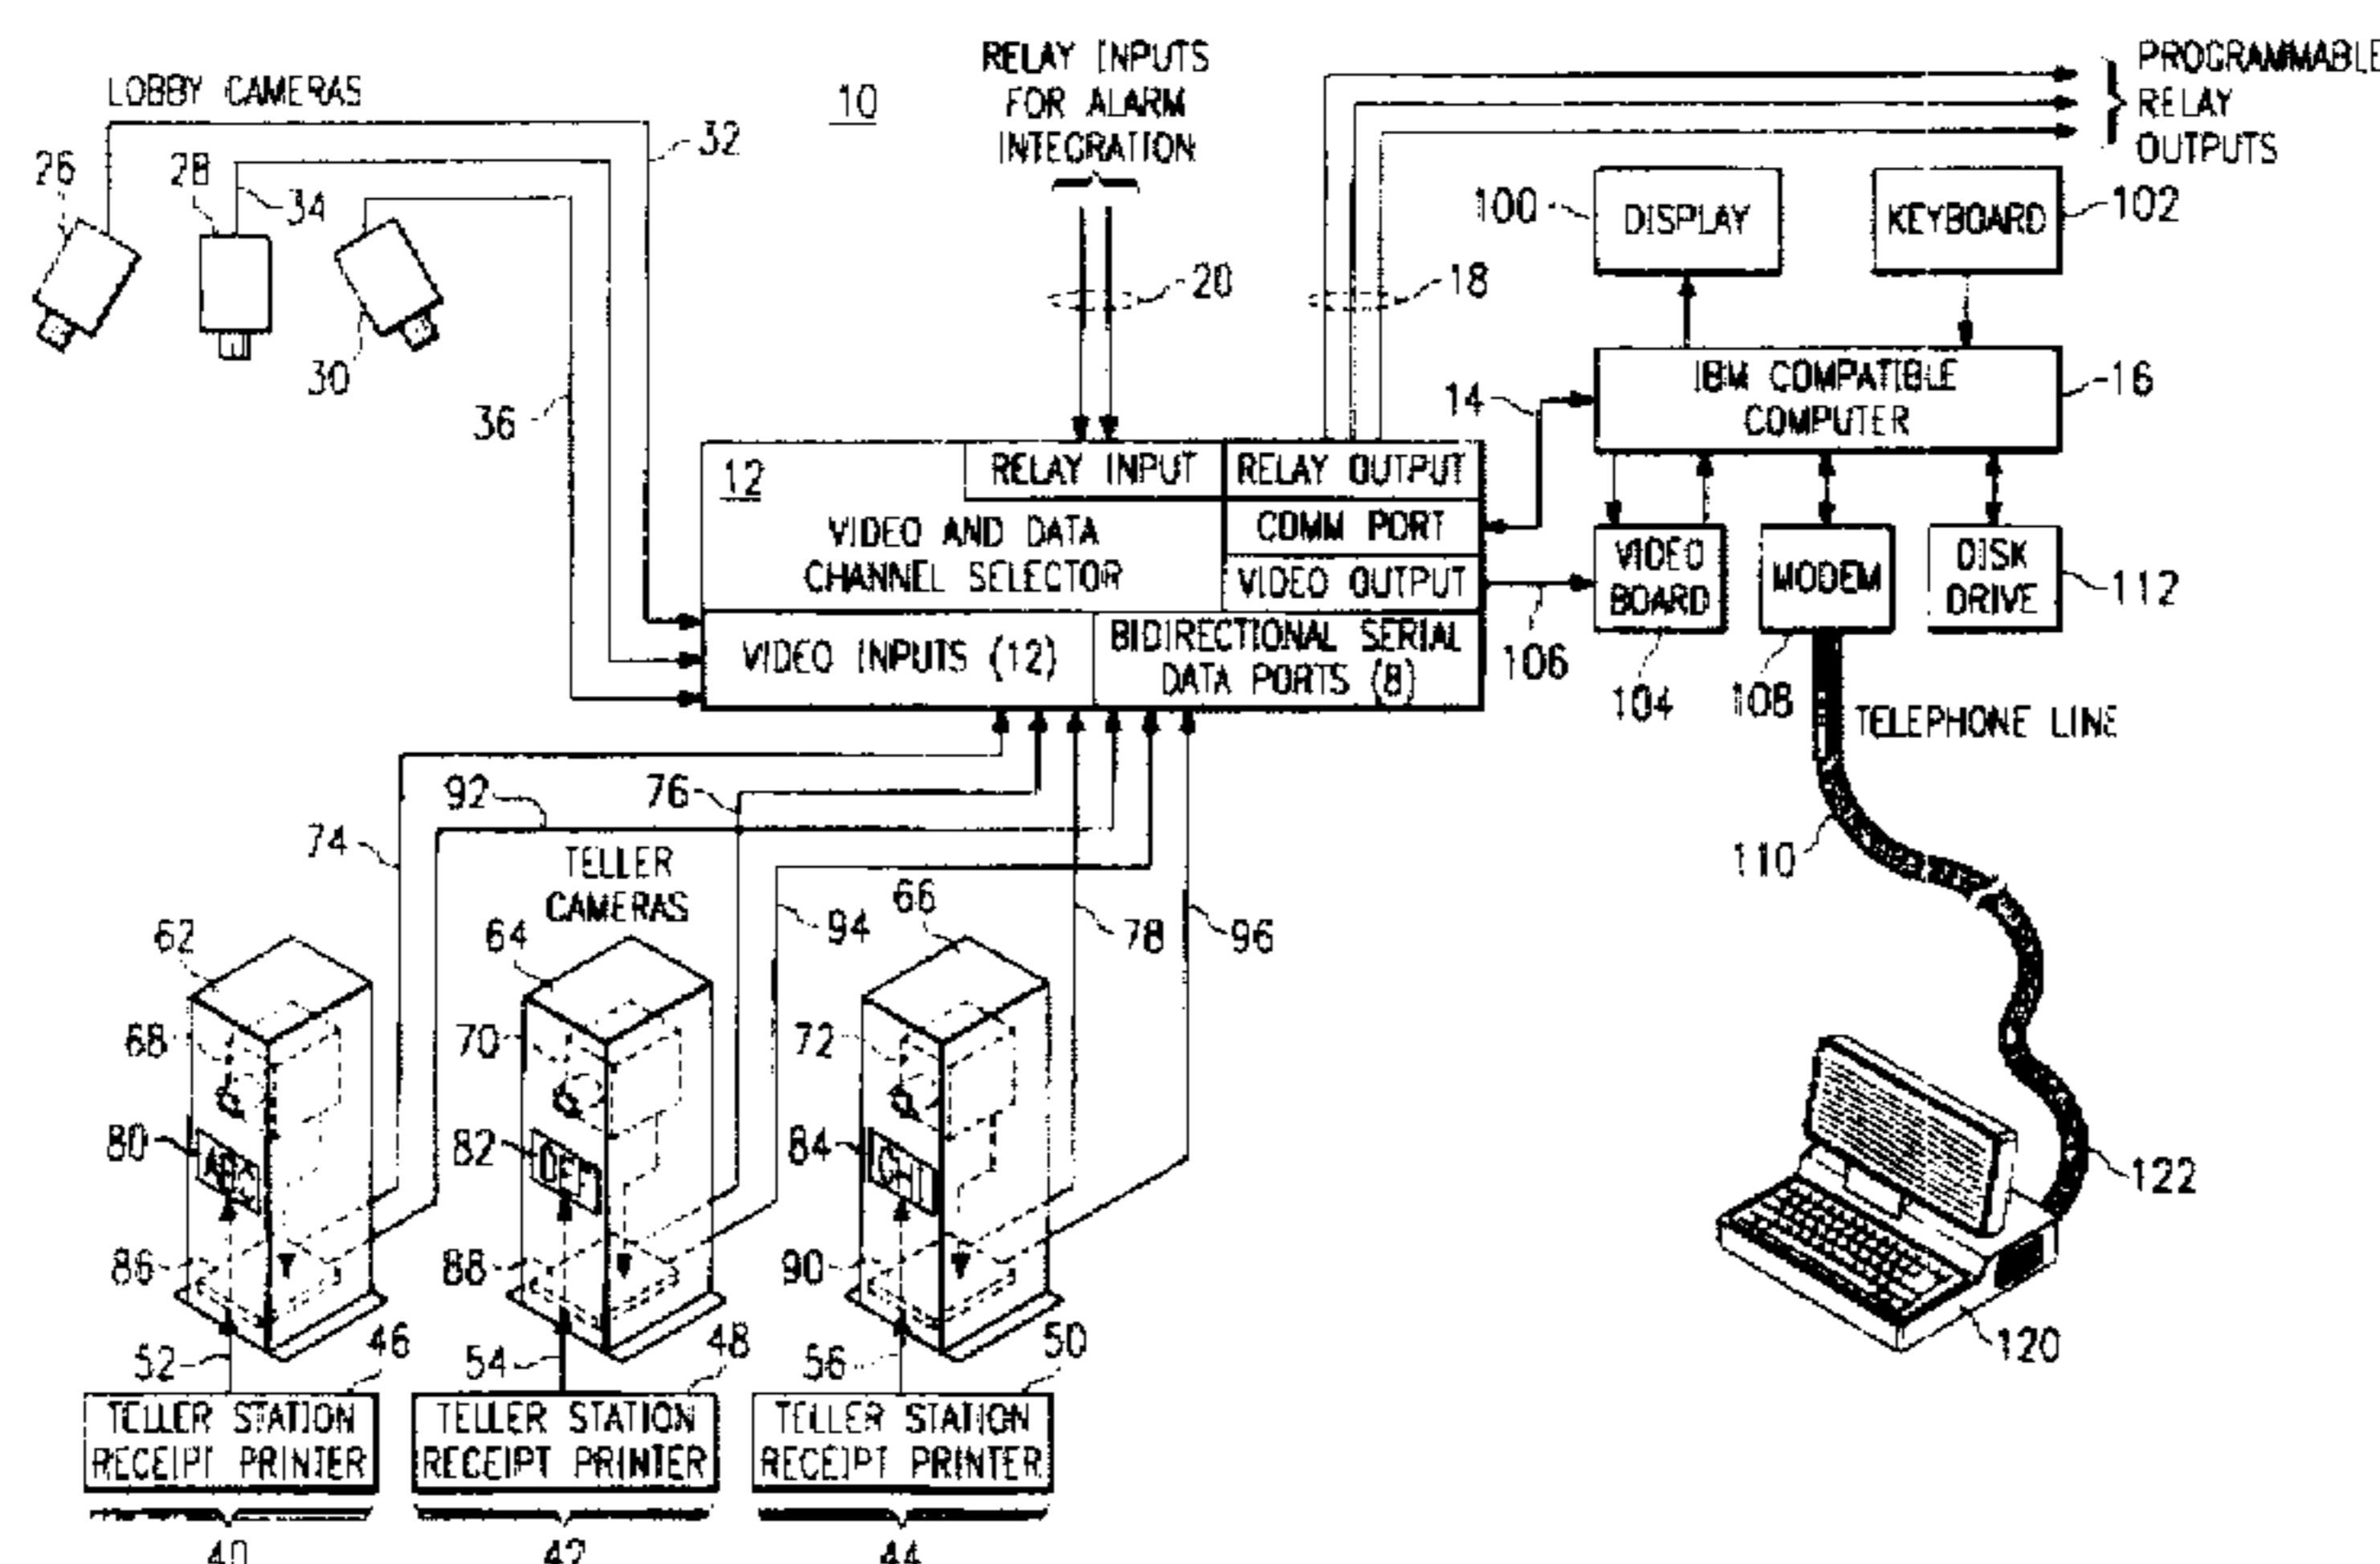 LOBBY CAMERAS
10
RELAY INPUTS
FOR ALARM
INTEGRATION
PROGRAMMABLE
RELAY
OUTPUTS
26
28
34
32
30
36
20
18
100
DISPLAY
KEYBOARD
102
14
IBM COMPATIBLE
COMPUTER
16
12
RELAY INPUT
RELAY OUTPUT
VIDEO AND DATA
CHANNEL SELECTOR
COMM PORT
VIDEO OUTPUT
VIDEO INPUTS (12)
BIDIRECTIONAL SERIAL
DATA PORTS (8)
106
VIDEO
BOARD
104
MODEM
108
DISK
DRIVE
112
TELEPHONE LINE
110
74
92
76
TELLER
CAMERAS
94
78
96
62
64
66
68
70
72
80
82
DEF
84
GHI
86
88
90
122
120
52
46
54
48
56
50
TELLER STATION
RECEIPT PRINTER
TELLER STATION
RECEIPT PRINTER
TELLER STATION
RECEIPT PRINTER
40
42
44